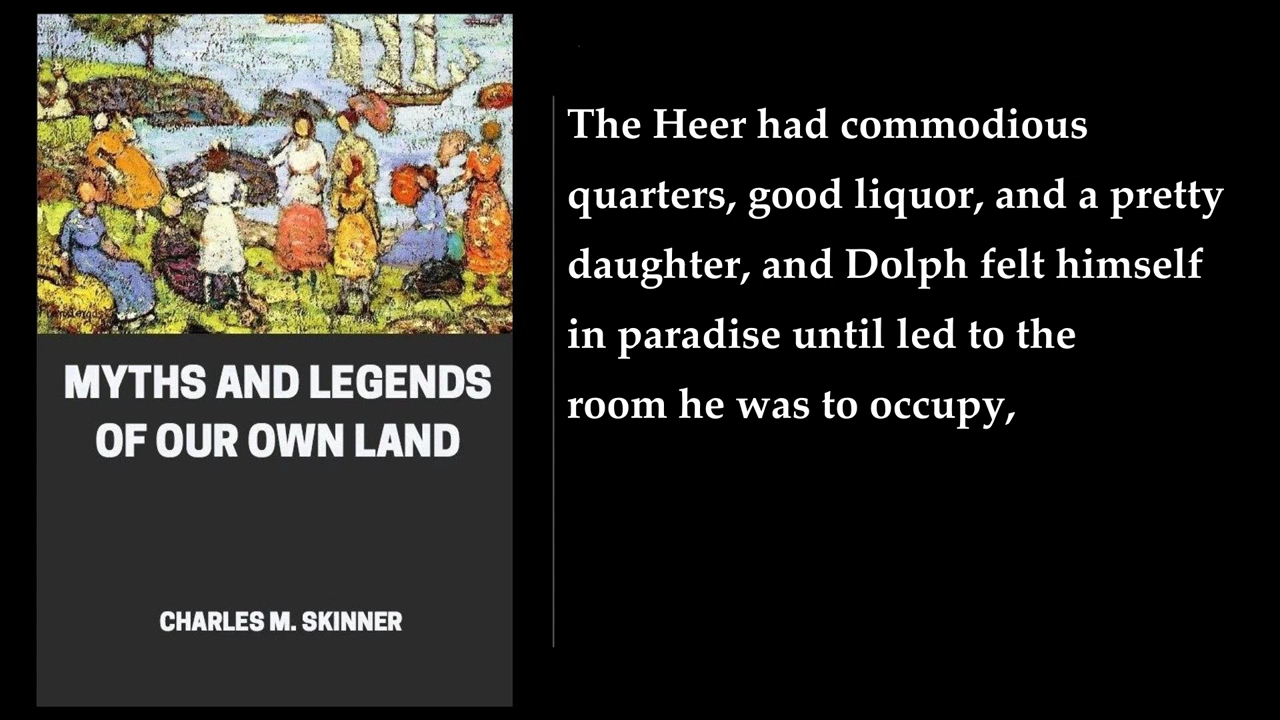 MYTHS AND LEGENDS
OF OUR OWN LAND
CHARLES M. SKINNER
The Heer had commodious
quarters, good liquor, and a pretty
daughter, and Dolph felt himself
in paradise until led to the
room he was to occupy,